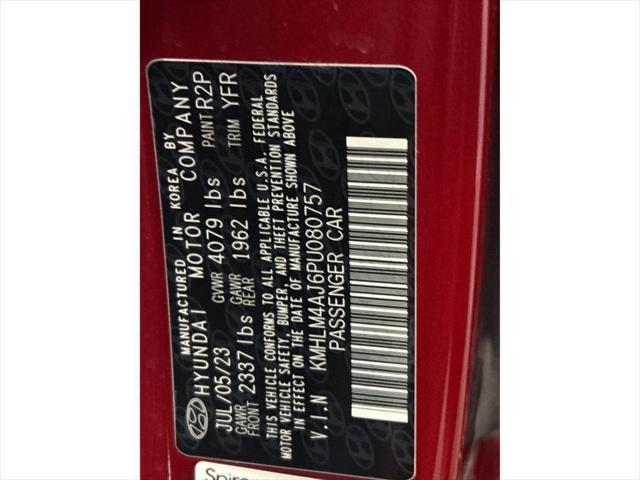 MANUFACTURED IN KOREA BY
HYUNDAI MOTOR COMPANY
JUL/05/23 GVWR 4079 lbs PAINT R2P
GAWR FRONT 2337 lbs GAWR REAR 1962 lbs TRIM YFR
THIS VEHICLE CONFORMS TO ALL APPLICABLE U.S.A. FEDERAL
MOTOR VEHICLE SAFETY, BUMPER, AND THEFT PREVENTION STANDARDS
IN EFFECT ON THE DATE OF MANUFACTURE SHOWN ABOVE
V.I.N KMHLM4AJ6PU080757
PASSENGER CAR